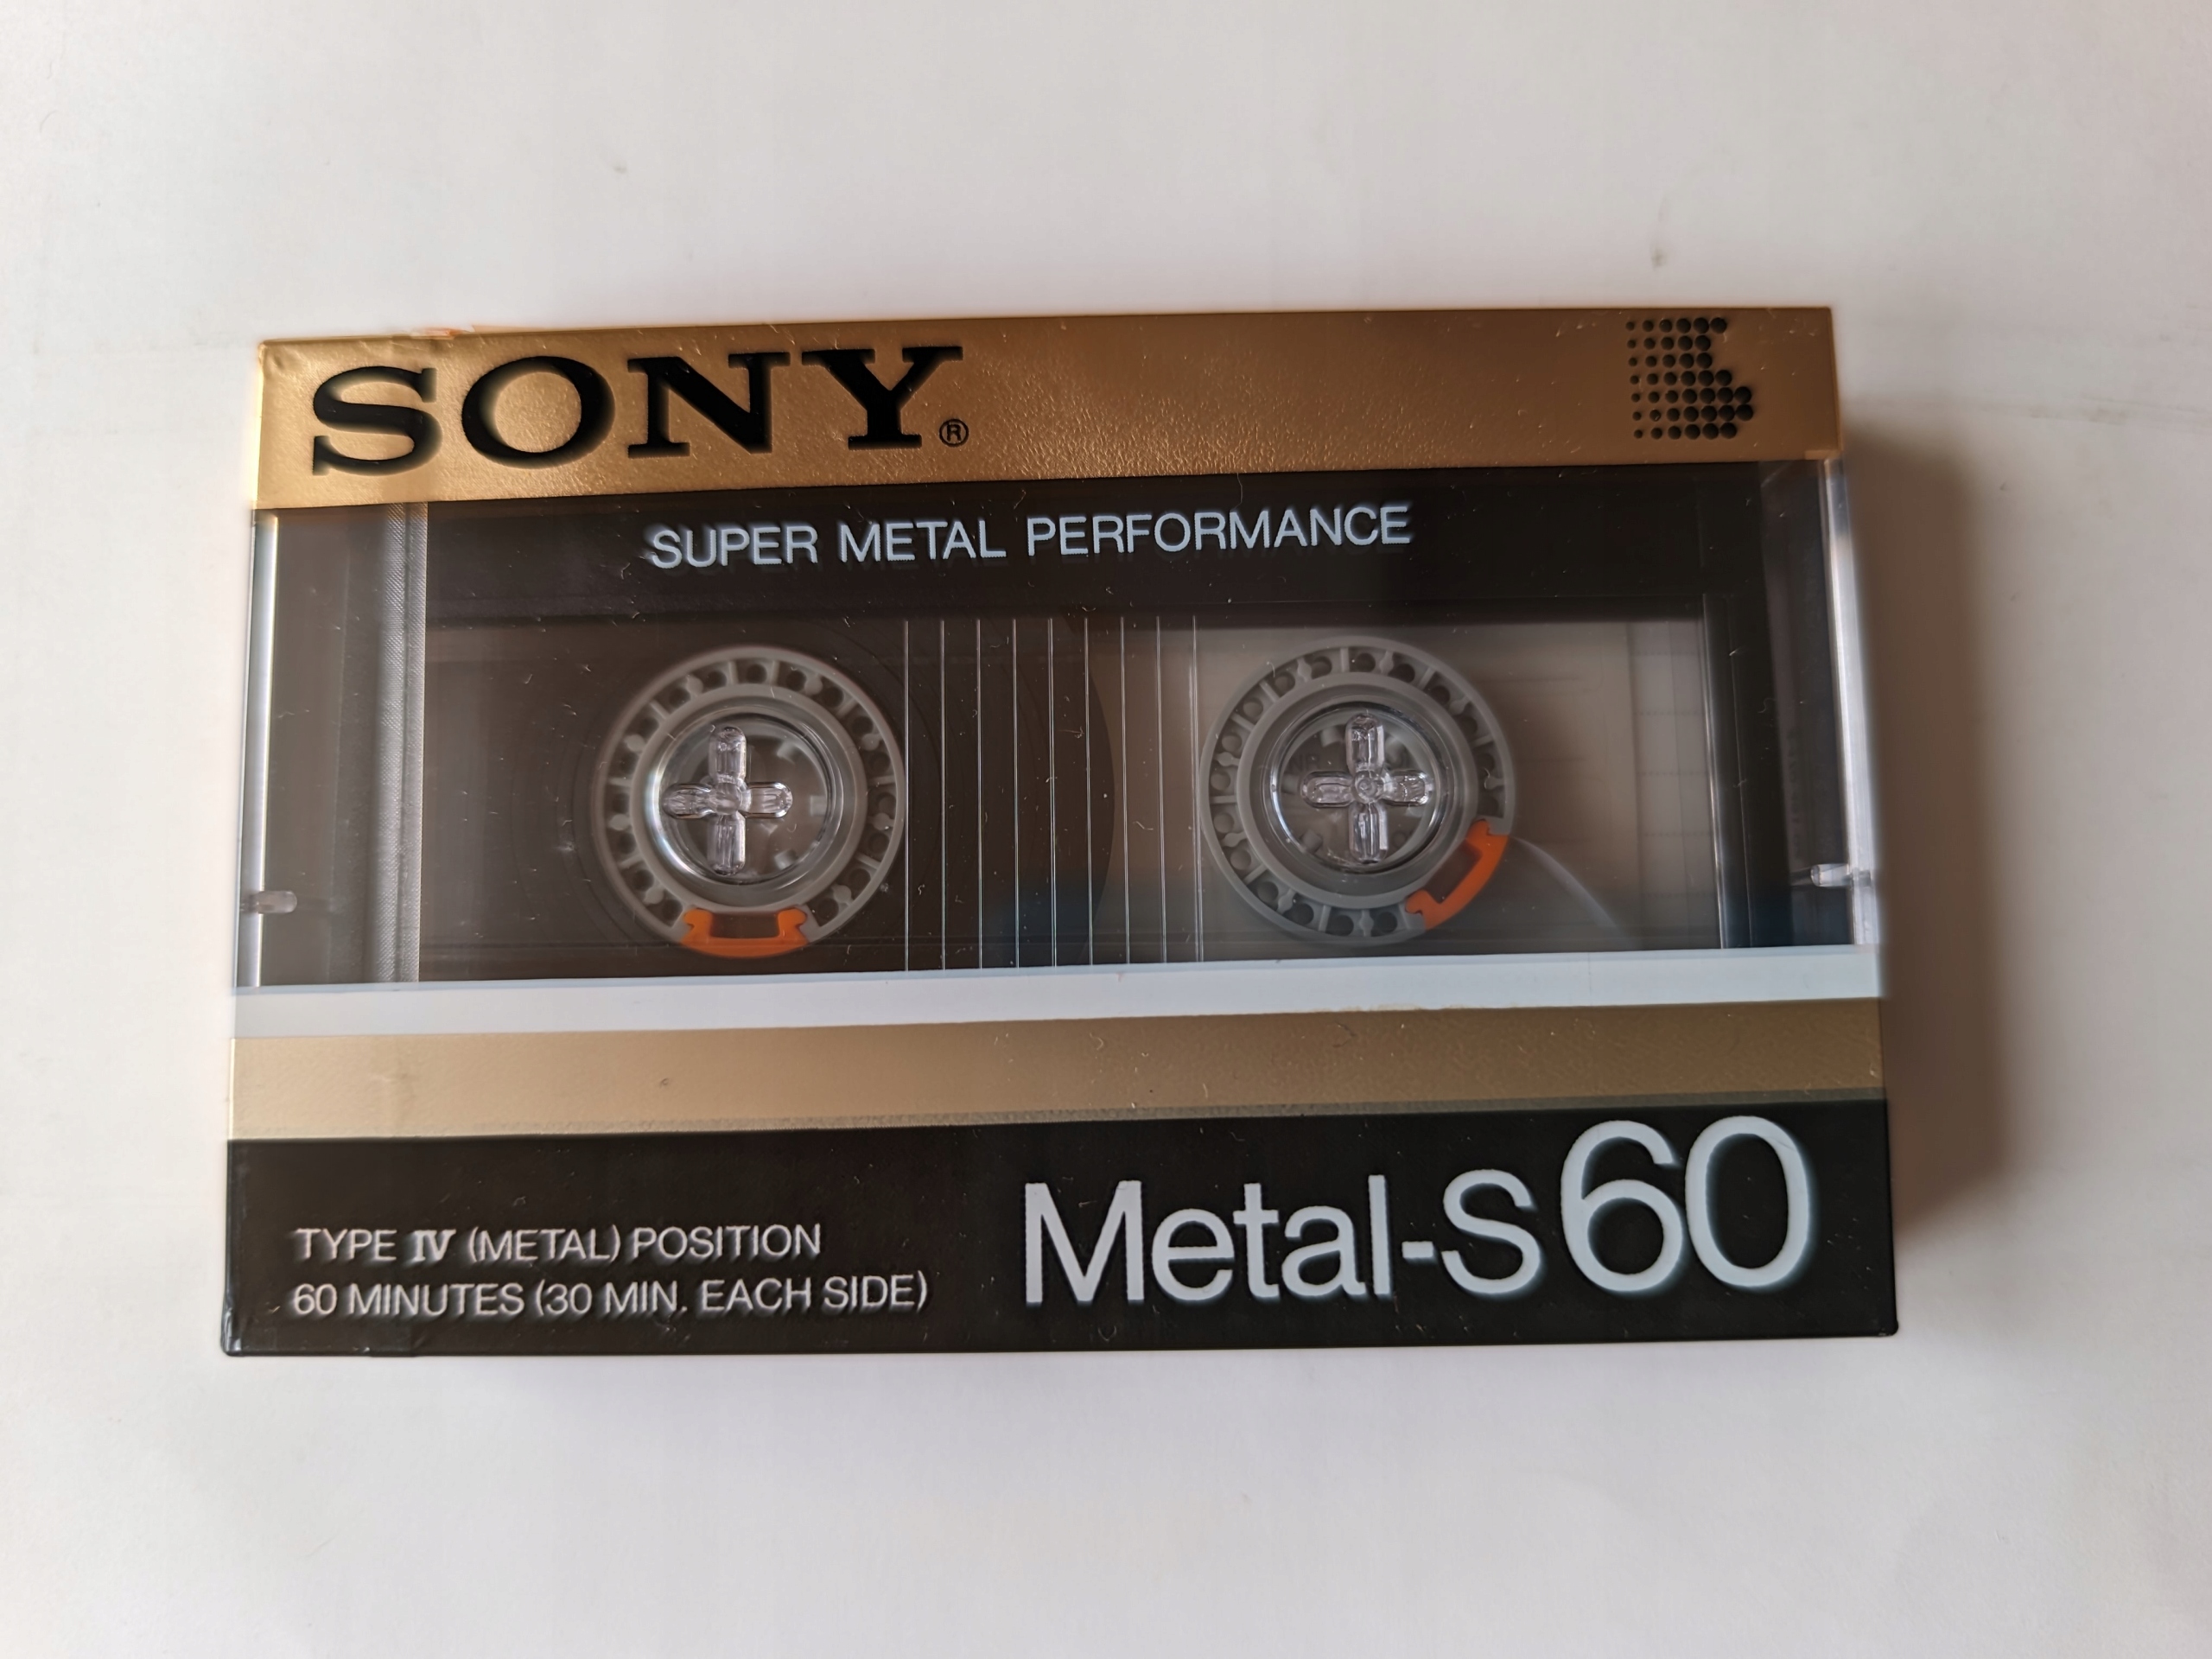 SONY®
SUPER METAL PERFORMANCE
Metal-S60
TYPE IV (METAL) POSITION
60 MINUTES (30 MIN. EACH SIDE)